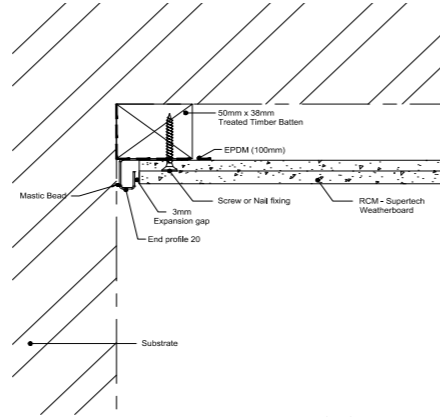 50mm x 38mm
Treated Timber Batten
EPDM (100mm)
Mastic Bead
3mm
Expansion gap
End profile 20
Screw or Nail fixing
RCM - Supertech
Weatherboard
Substrate